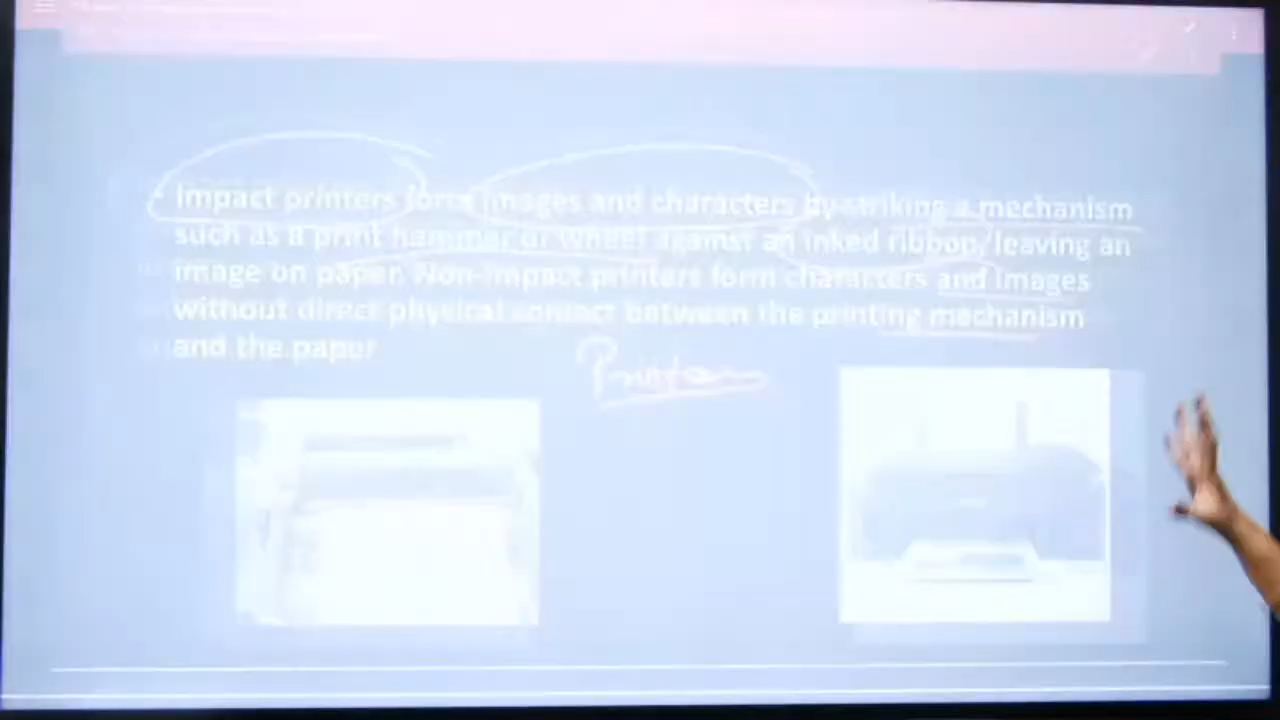 • Impact printers form images and characters by striking a mechanism
such as a print hammer or wheel against an inked ribbon, leaving an
image on paper. Non-impact printers form characters and images
without direct physical contact between the printing mechanism
and the paper
Printer